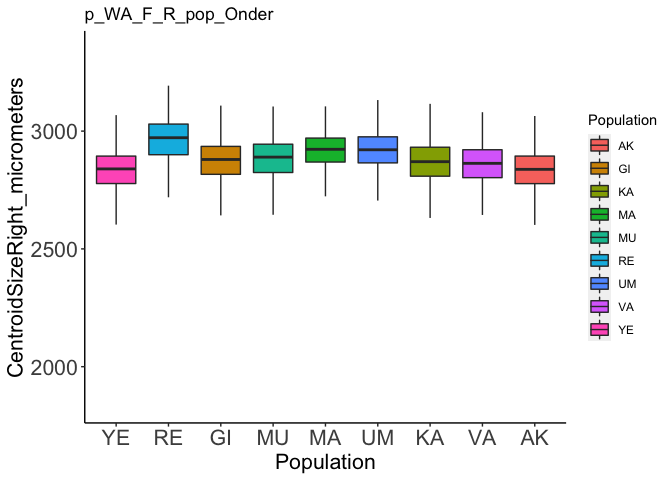 p_WA_F_R_pop_Onder
CentroidSizeRight_micrometers
3000
2500
2000
YE RE GI MU MA UM KA VA AK
Population
Population
AK
GI
KA
MA
MU
RE
UM
VA
YE